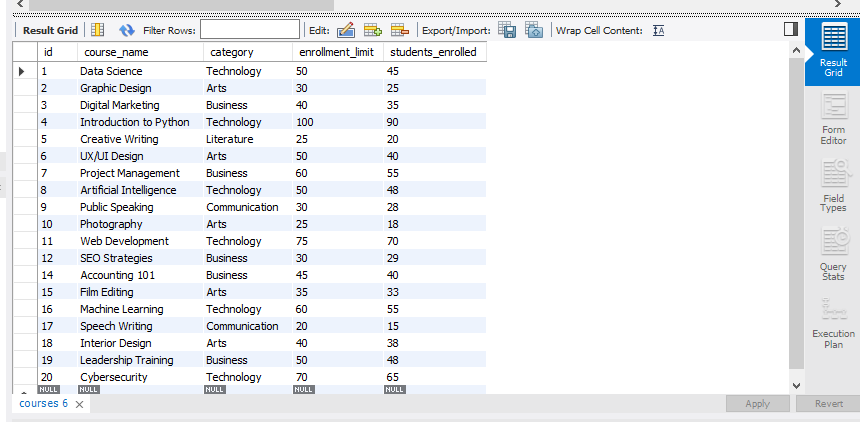 Result Grid Filter Rows: Edit: Export/Import: Wrap Cell Content: IA
id course_name category enrollment_limit students_enrolled
1 Data Science Technology 50 45
2 Graphic Design Arts 30 25
3 Digital Marketing Business 40 35
4 Introduction to Python Technology 100 90
5 Creative Writing Literature 25 20
6 UX/UI Design Arts 50 40
7 Project Management Business 60 55
8 Artificial Intelligence Technology 50 48
9 Public Speaking Communication 30 28
10 Photography Arts 25 18
11 Web Development Technology 75 70
12 SEO Strategies Business 30 29
14 Accounting 101 Business 45 40
15 Film Editing Arts 35 33
16 Machine Learning Technology 60 55
17 Speech Writing Communication 20 15
18 Interior Design Arts 40 38
19 Leadership Training Business 50 48
20 Cybersecurity Technology 70 65
NULL NULL NULL NULL NULL
Result
Grid
Form
Editor
Field
Types
Query
Stats
Execution
Plan
courses 6 Apply Revert